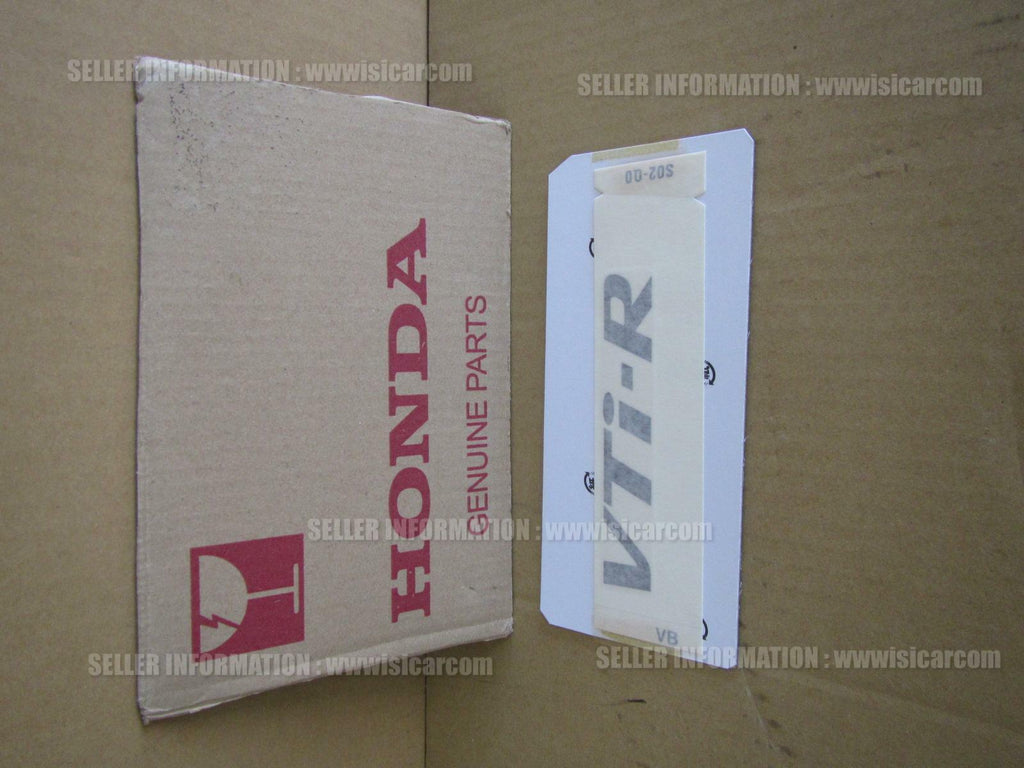 SELLER INFORMATION : wwwisicarcom
SELLER INFORMATION : wwwisicarcom
HONDA
GENUINE PARTS
S02-Q0
VTi-R
VB
SELLER INFORMATION : wwwisicarcom
SELLER INFORMATION : wwwisicarcom
SELLER INFORMATION : wwwisicarcom